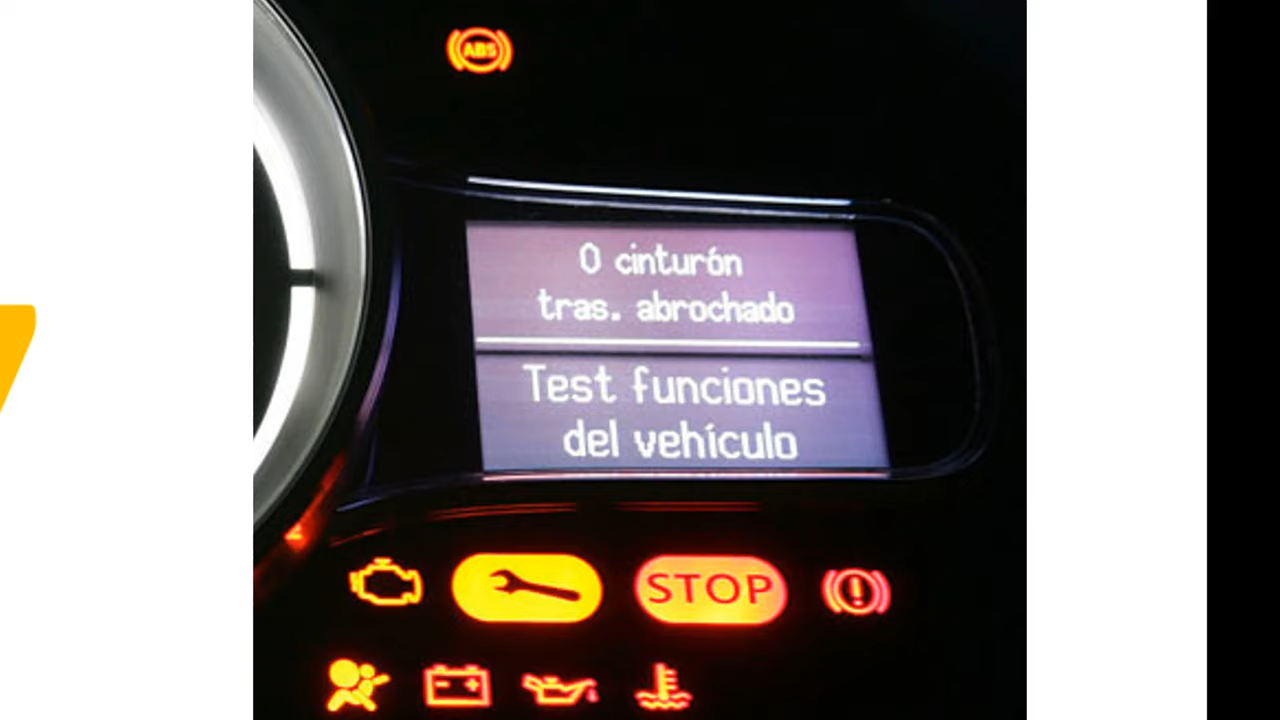 ABS
0 cinturón
tras. abrochado
Test funciones
del vehículo
STOP